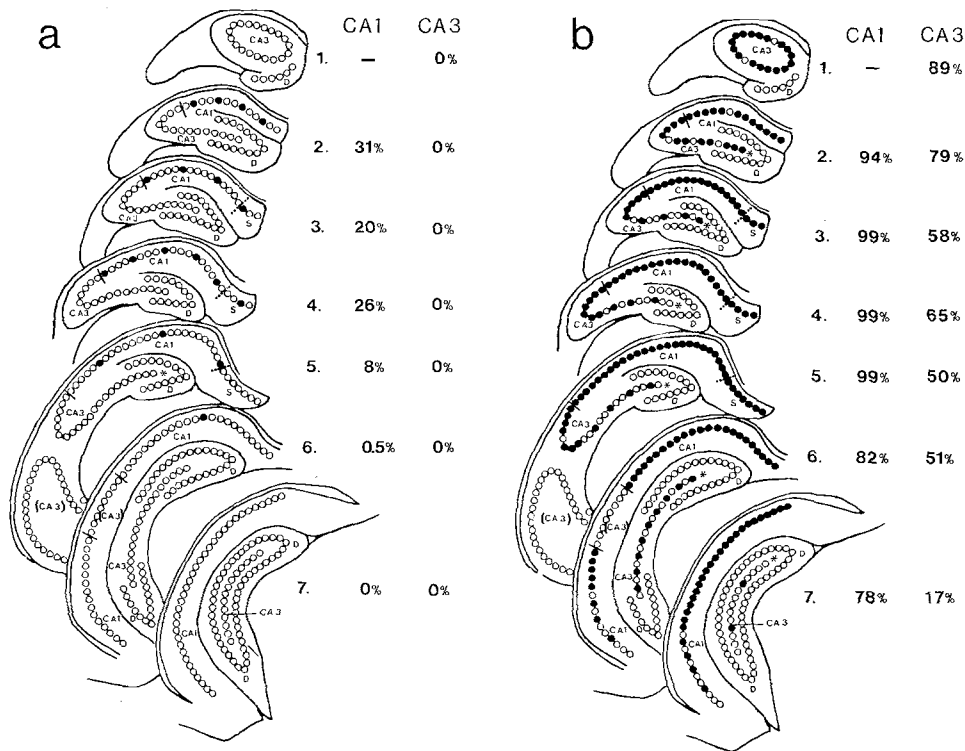 a
CA1 CA3
CA3
D
1. — 0%
CA1
CA3
D
2. 31% 0%
CA1
CA3
D
S
3. 20% 0%
CA1
CA3
D
S
4. 26% 0%
CA1
CA3
*
D
S
5. 8% 0%
(CA3)
CA1
6. 0.5% 0%
D
(CA3)
CA3
D
CA1
D
7. 0% 0%
CA3
CA1
D
b
CA1 CA3
CA3
D
1. – 89%
CA1
CA3
*
D
2. 94% 79%
CA1
CA3
*
D
S
3. 99% 58%
CA1
CA3
*
D
S
4. 99% 65%
CA1
CA3
*
D
S
5. 99% 50%
(CA3)
CA1
*
D
6. 82% 51%
(CA3)
CA3
D
CA1
*
D
7. 78% 17%
CA3
CA1
D